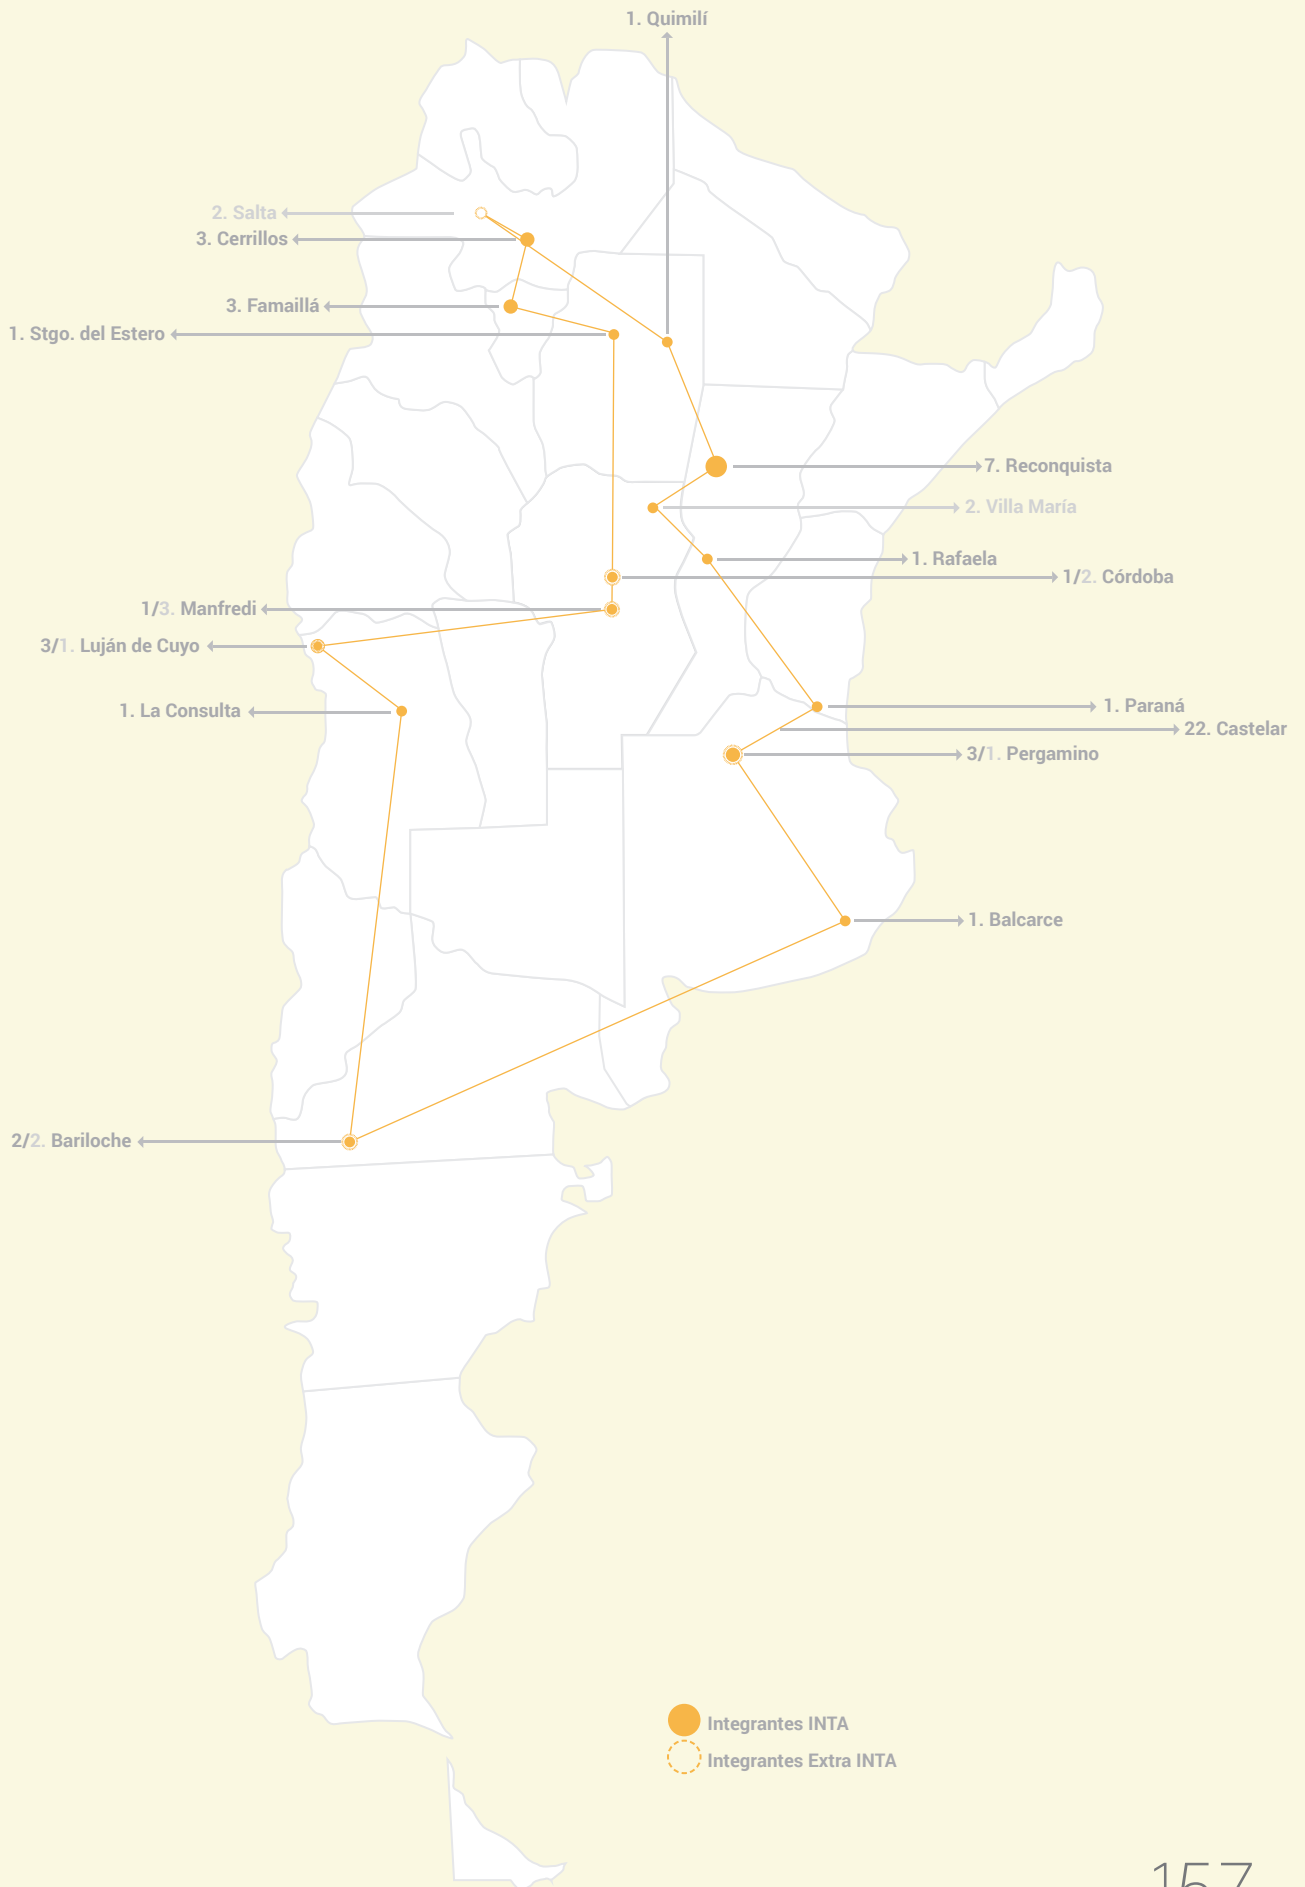 1. Quimilí
2. Salta
3. Cerrillos
3. Famaillá
1. Stgo. del Estero
7. Reconquista
2. Villa María
1. Rafaela
1/2. Córdoba
1/3. Manfredi
3/1. Luján de Cuyo
1. Paraná
1. La Consulta
22. Castelar
3/1. Pergamino
1. Balcarce
2/2. Bariloche
Integrantes INTA
Integrantes Extra INTA
157